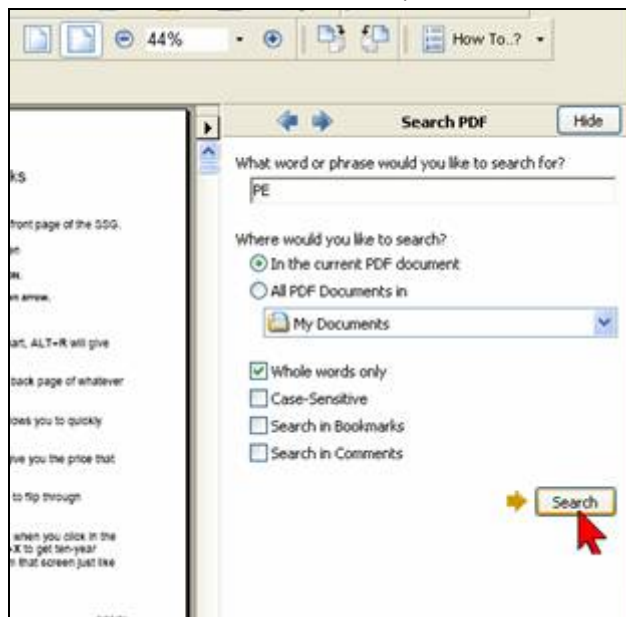 44%
How To..?
Search PDF
Hide
What word or phrase would you like to search for?
PE
Where would you like to search?
In the current PDF document
All PDF Documents in
My Documents
Whole words only
Case-Sensitive
Search in Bookmarks
Search in Comments
Search
ks
front page of the SSG.
on arrow.
art, ALT+R will give
back page of whatever
ows you to quickly
ive you the price that
to flip through
when you click in the
+X to get ten-year
n that screen just like